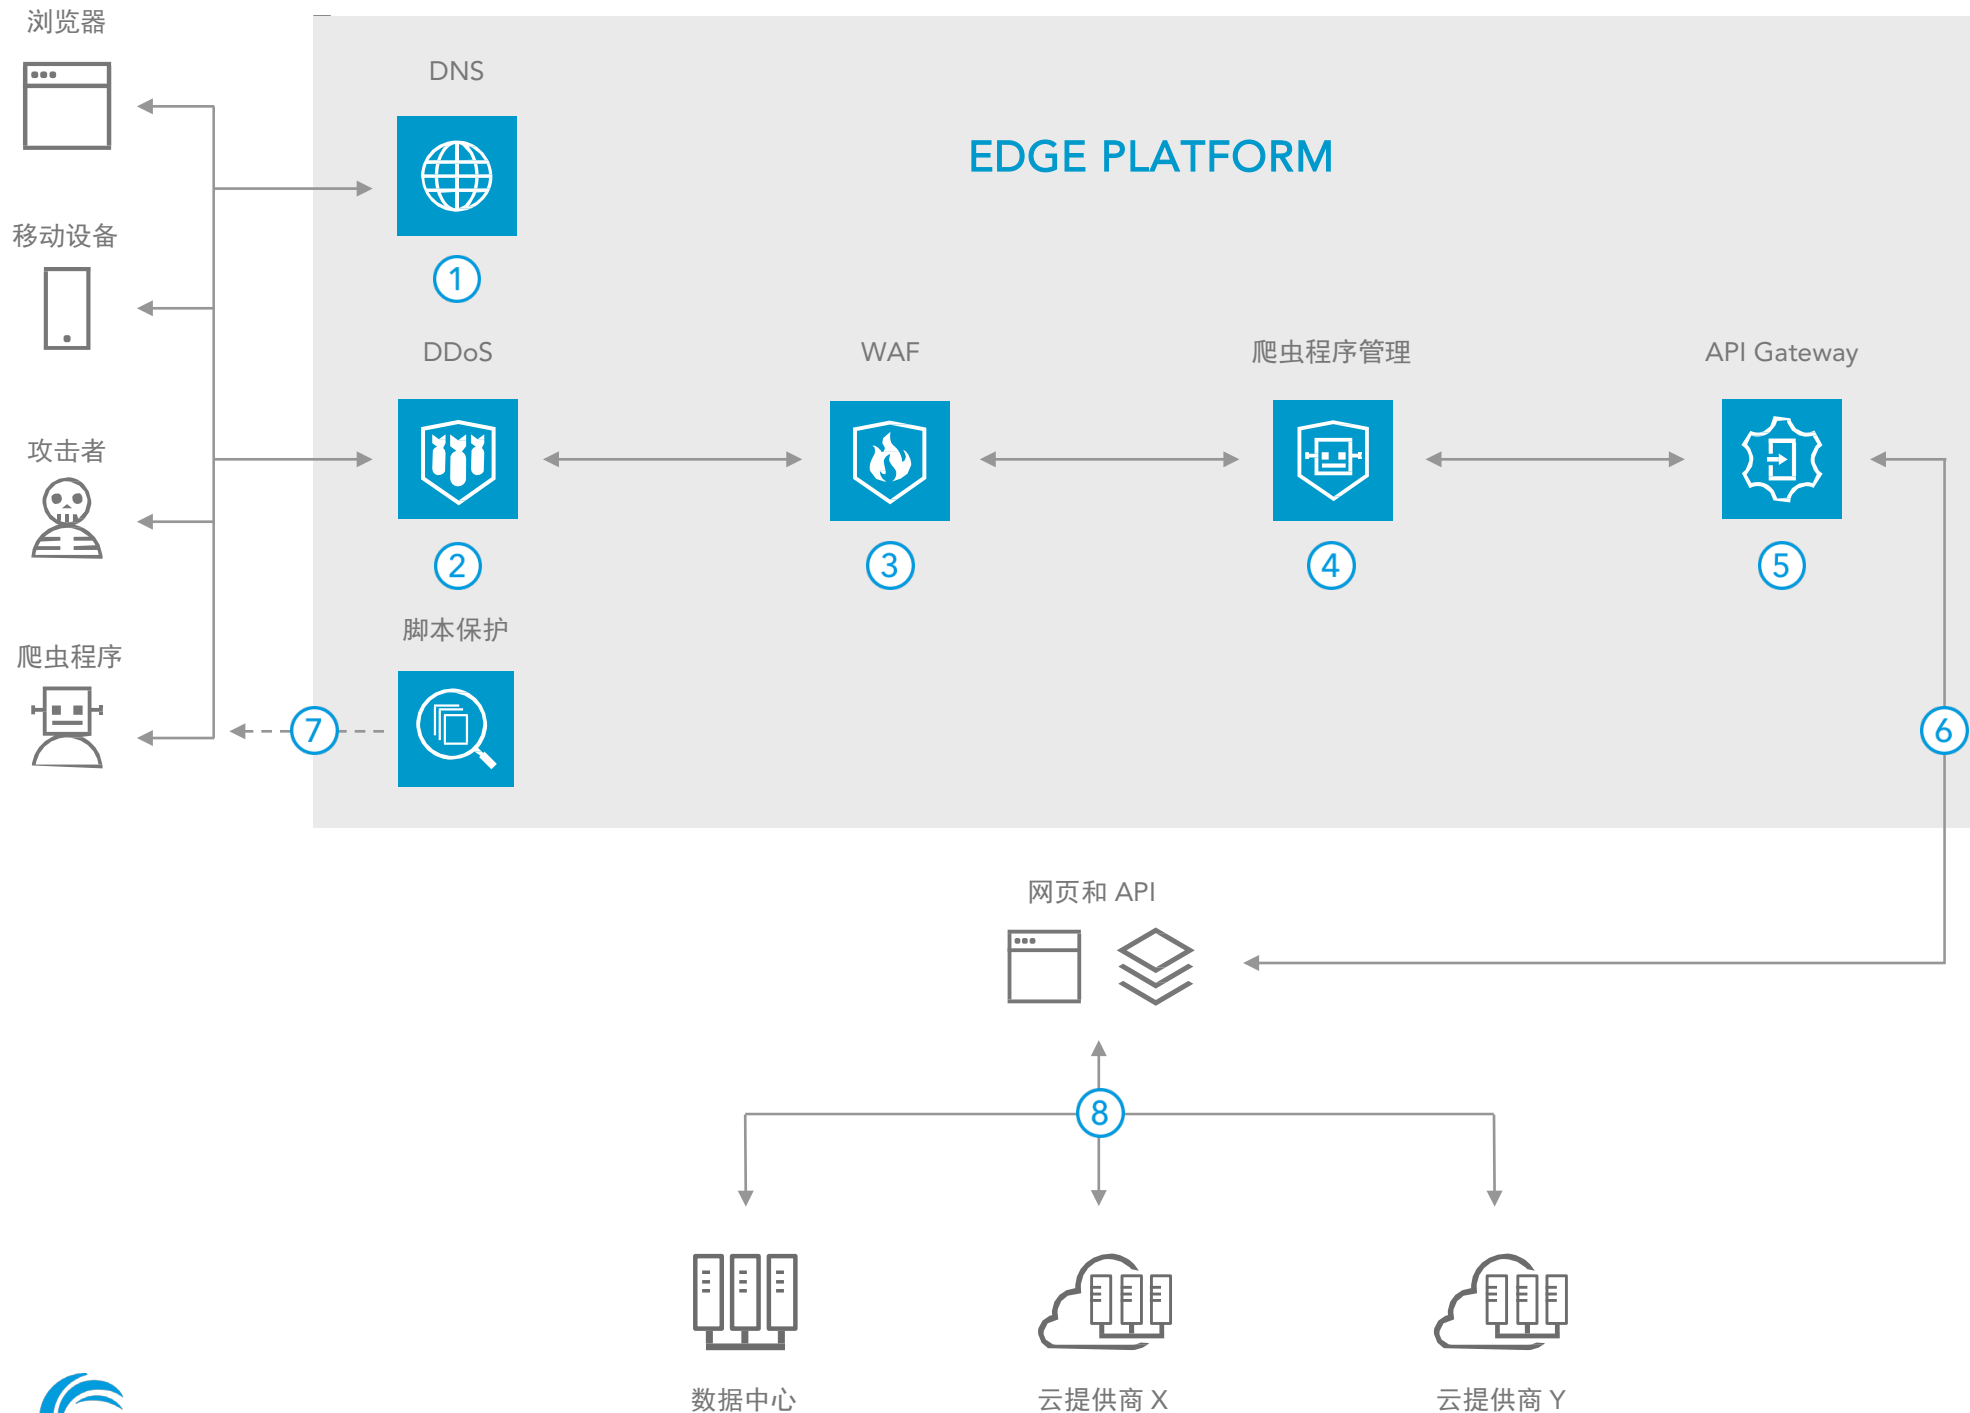 浏览器
DNS
EDGE PLATFORM
移动设备
1
DDoS
WAF
爬虫程序管理
API Gateway
攻击者
2
3
4
5
脚本保护
爬虫程序
7
6
网页和 API
8
数据中心
云提供商 X
云提供商 Y